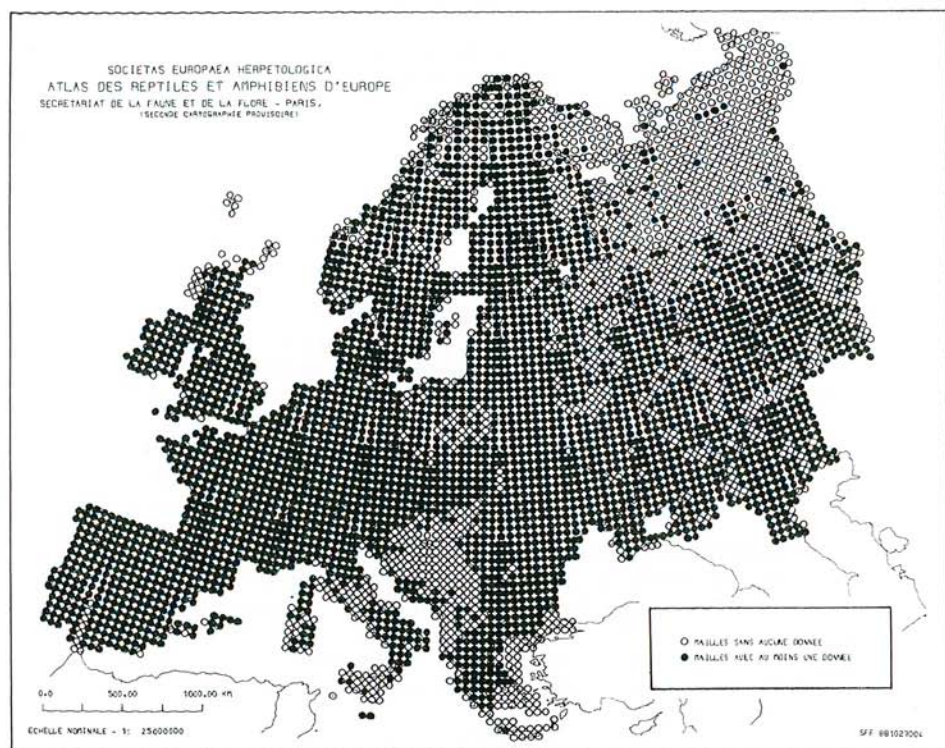 SOCIETAS EUROPAEA HERPETOLOGICA
ATLAS DES REPTILES ET AMPHIBIENS D'EUROPE
SECRETARIAT DE LA FAUNE ET DE LA FLORE - PARIS.
(SECONDE CARTOGRAPHIE PROVISOIRE)
MAILLES SANS AUCUNE DONNEE
MAILLES AVEC AU MOINS UNE DONNEE
0.0 500.00 1000.00 KM
ECHELLE NOMINALE - 1: 25600000
SFF 881027004